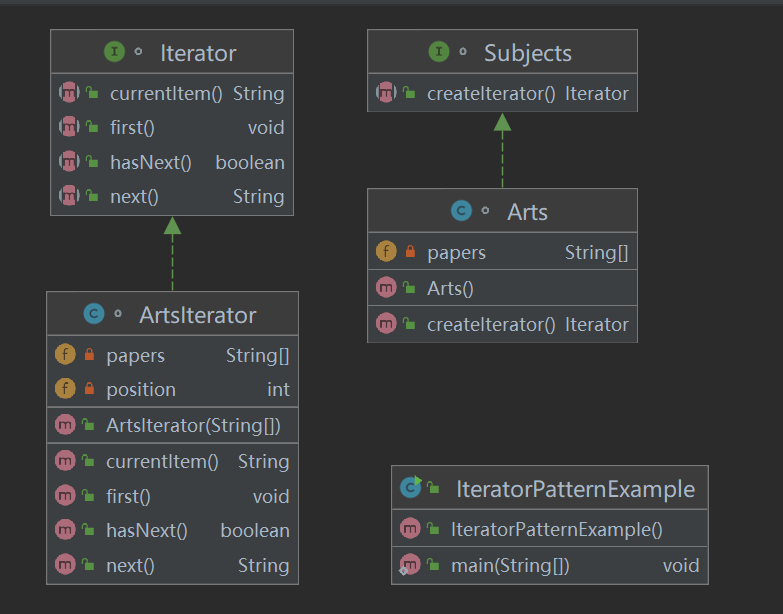 I Iterator
m currentItem() String
m first() void
m hasNext() boolean
m next() String
I Subjects
m createIterator() Iterator
C Arts
f papers String[]
m Arts()
m createIterator() Iterator
C ArtsIterator
f papers String[]
f position int
m ArtsIterator(String[])
m currentItem() String
m first() void
m hasNext() boolean
m next() String
C IteratorPatternExample
m IteratorPatternExample()
m main(String[]) void